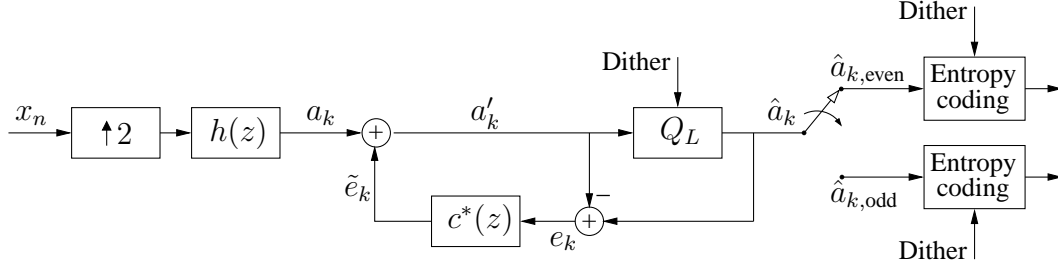 Dither
Dither
x_n
↑2
h(z)
a_k
+
a'_k
Q_L
â_k
â_{k,even}
Entropy
coding
ẽ_k
c*(z)
e_k
−
+
â_{k,odd}
Entropy
coding
Dither